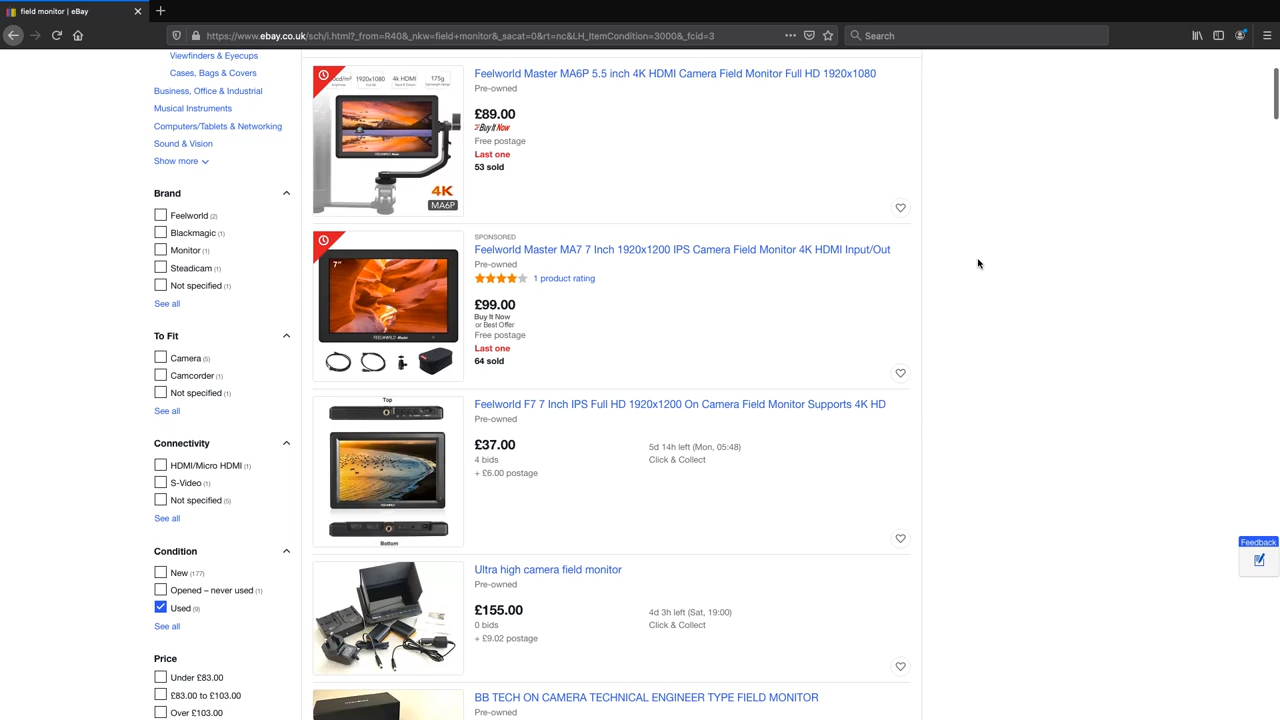 field monitor | eBay
https://www.ebay.co.uk/sch/i.html?_from=R40&_nkw=field+monitor&_sacat=0&rt=nc&LH_ItemCondition=3000&_fcid=3
Search
Viewfinders & Eyecups
Cases, Bags & Covers
Business, Office & Industrial
Musical Instruments
Computers/Tablets & Networking
Sound & Vision
Show more
Brand
Feelworld (2)
Blackmagic (1)
Monitor (1)
Steadicam (1)
Not specified (1)
See all
To Fit
Camera (5)
Camcorder (1)
Not specified (1)
See all
Connectivity
HDMI/Micro HDMI (1)
S-Video (1)
Not specified (5)
See all
Condition
New (177)
Opened – never used (1)
Used (9)
See all
Price
Under £83.00
£83.00 to £103.00
Over £103.00
1920x1080
4K HDMI
175g
FEELWORLD Master
4K
MA6P
Feelworld Master MA6P 5.5 inch 4K HDMI Camera Field Monitor Full HD 1920x1080
Pre-owned
£89.00
Buy It Now
Free postage
Last one
53 sold
7"
FEELWORLD Master
SPONSORED
Feelworld Master MA7 7 Inch 1920x1200 IPS Camera Field Monitor 4K HDMI Input/Out
Pre-owned
1 product rating
£99.00
Buy It Now
or Best Offer
Free postage
Last one
64 sold
Top
Bottom
Feelworld F7 7 Inch IPS Full HD 1920x1200 On Camera Field Monitor Supports 4K HD
Pre-owned
£37.00
5d 14h left (Mon, 05:48)
4 bids
Click & Collect
+ £6.00 postage
Ultra high camera field monitor
Pre-owned
£155.00
4d 3h left (Sat, 19:00)
0 bids
Click & Collect
+ £9.02 postage
BB TECH ON CAMERA TECHNICAL ENGINEER TYPE FIELD MONITOR
Pre-owned
Feedback